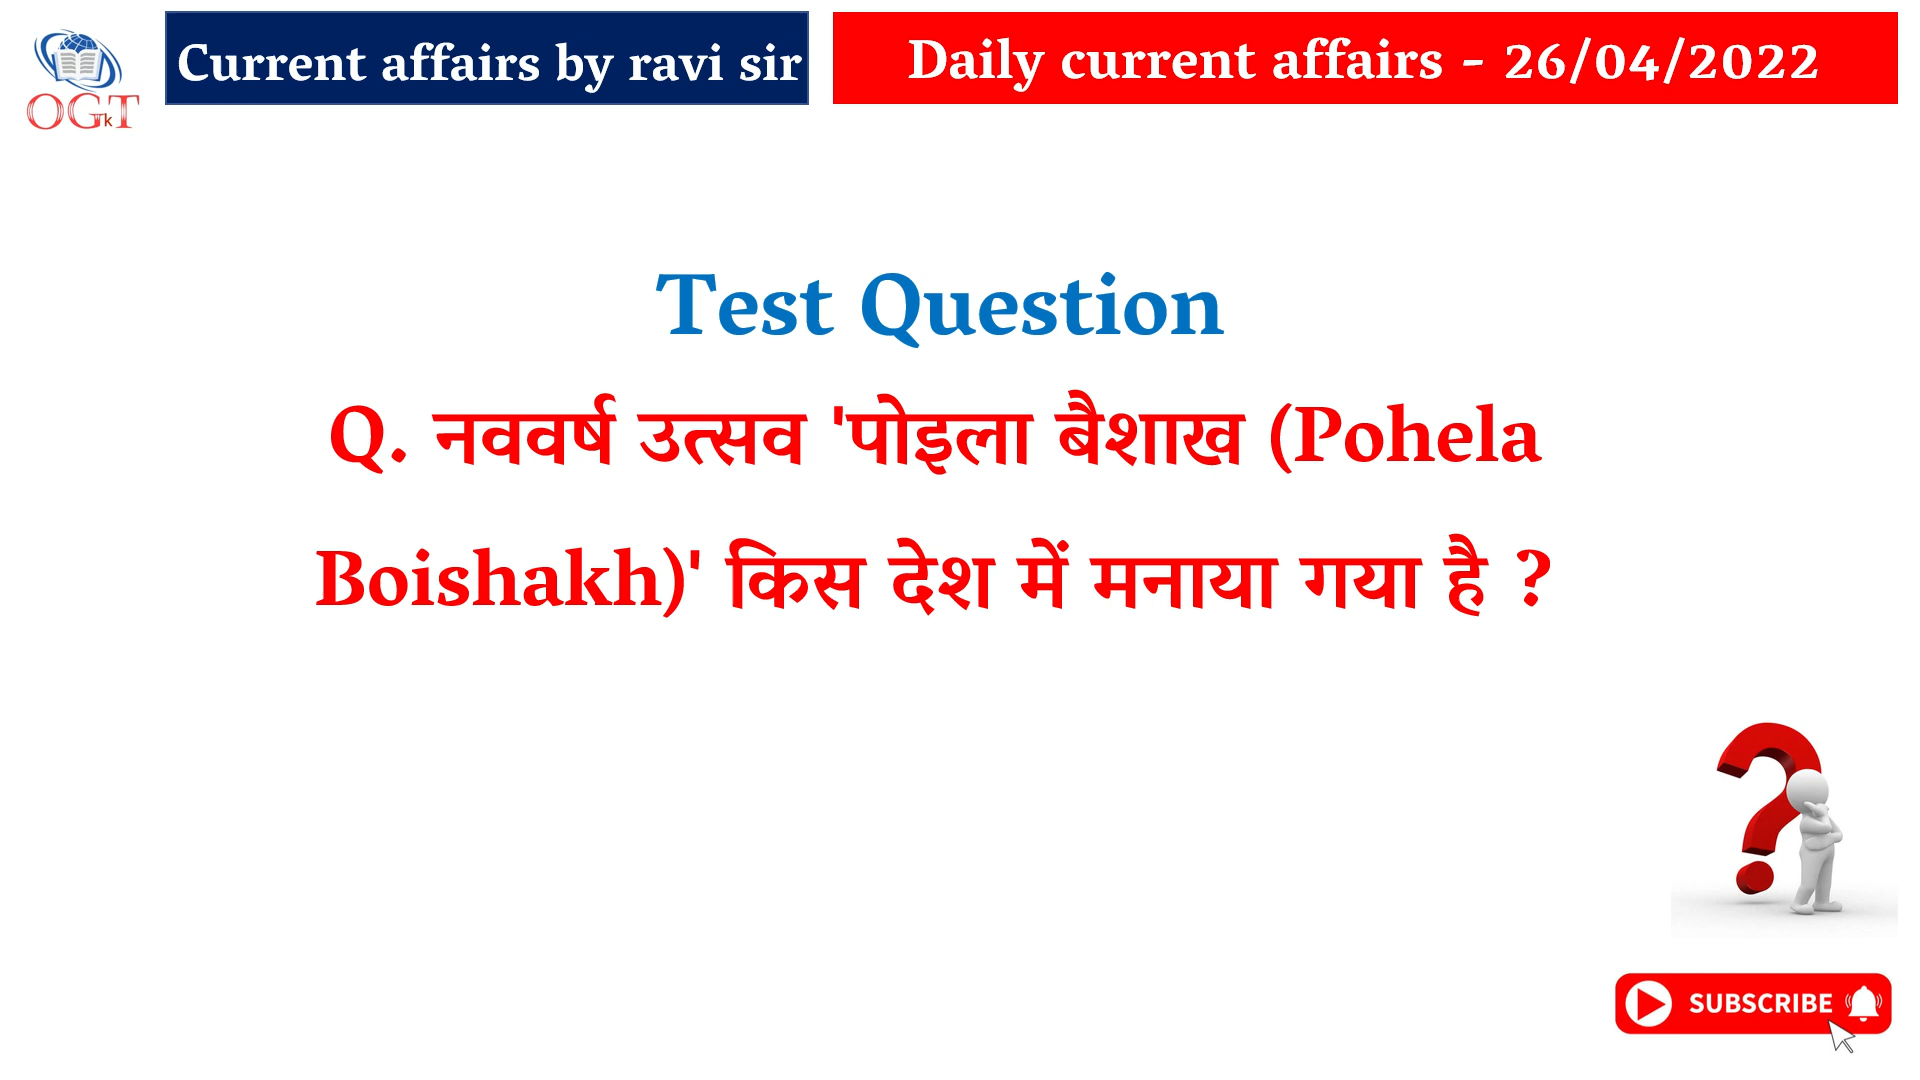 Current affairs by ravi sir
Daily current affairs - 26/04/2022
OGTkT
Test Question
Q. नववर्ष उत्सव 'पोइला बैशाख (Pohela
Boishakh)' किस देश में मनाया गया है ?
SUBSCRIBE